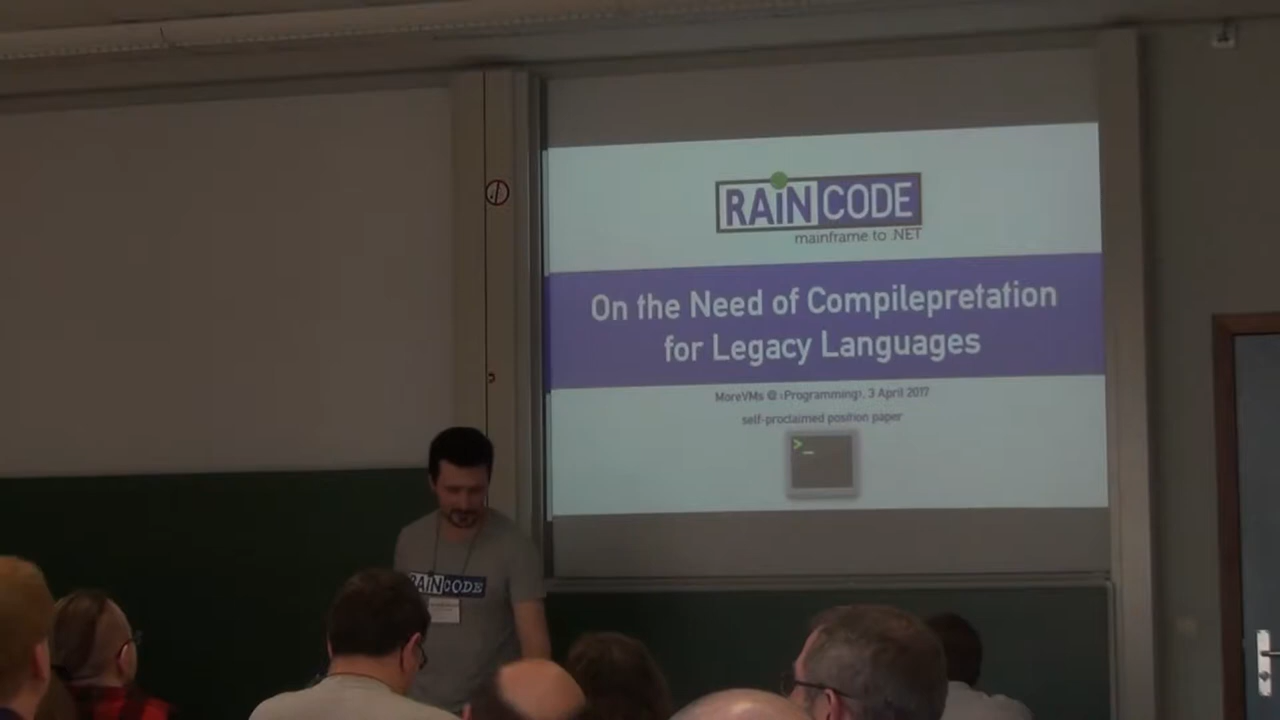 RAiNCODE
mainframe to .NET
On the Need of Compilepretation
for Legacy Languages
MoreVMs @ ‹Programming›, 3 April 2017
self-proclaimed position paper
>_
RAINCODE